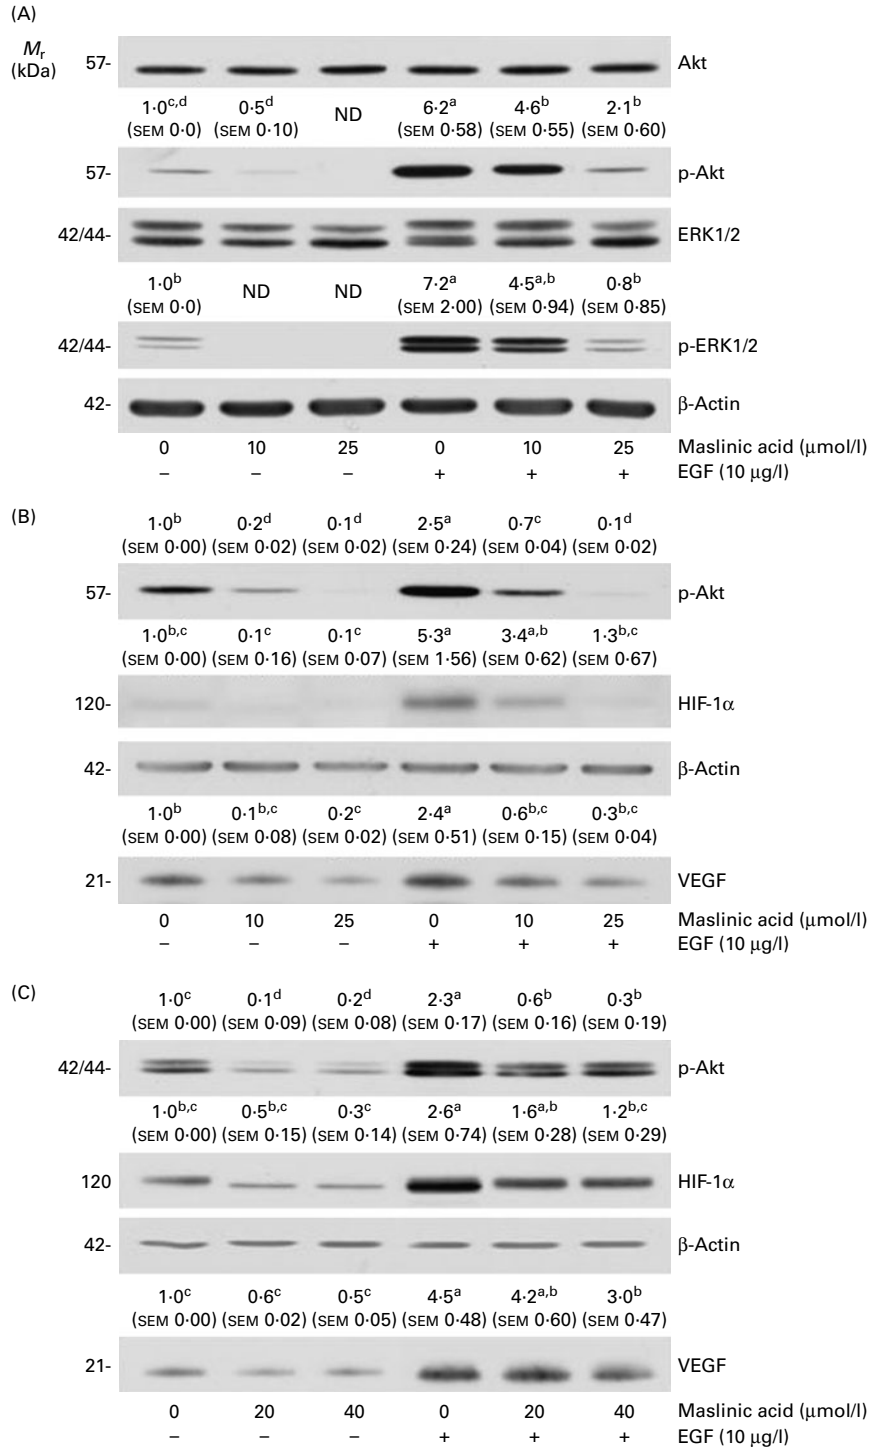 (A)
Mr (kDa)
57- Akt
1·0c,d 0·5d ND 6·2a 4·6b 2·1b
(SEM 0·0) (SEM 0·10) (SEM 0·58) (SEM 0·55) (SEM 0·60)
57- p-Akt
42/44- ERK1/2
1·0b ND ND 7·2a 4·5a,b 0·8b
(SEM 0·0) (SEM 2·00) (SEM 0·94) (SEM 0·85)
42/44- p-ERK1/2
42- β-Actin
0 10 25 0 10 25 Maslinic acid (μmol/l)
– – – + + + EGF (10 μg/l)
(B)
1·0b 0·2d 0·1d 2·5a 0·7c 0·1d
(SEM 0·00) (SEM 0·02) (SEM 0·02) (SEM 0·24) (SEM 0·04) (SEM 0·02)
57- p-Akt
1·0b,c 0·1c 0·1c 5·3a 3·4a,b 1·3b,c
(SEM 0·00) (SEM 0·16) (SEM 0·07) (SEM 1·56) (SEM 0·62) (SEM 0·67)
120- HIF-1α
42- β-Actin
1·0b 0·1b,c 0·2c 2·4a 0·6b,c 0·3b,c
(SEM 0·00) (SEM 0·08) (SEM 0·02) (SEM 0·51) (SEM 0·15) (SEM 0·04)
21- VEGF
0 10 25 0 10 25 Maslinic acid (μmol/l)
– – – + + + EGF (10 μg/l)
(C)
1·0c 0·1d 0·2d 2·3a 0·6b 0·3b
(SEM 0·00) (SEM 0·09) (SEM 0·08) (SEM 0·17) (SEM 0·16) (SEM 0·19)
42/44- p-Akt
1·0b,c 0·5b,c 0·3c 2·6a 1·6a,b 1·2b,c
(SEM 0·00) (SEM 0·15) (SEM 0·14) (SEM 0·74) (SEM 0·28) (SEM 0·29)
120 HIF-1α
42- β-Actin
1·0c 0·6c 0·5c 4·5a 4·2a,b 3·0b
(SEM 0·00) (SEM 0·02) (SEM 0·05) (SEM 0·48) (SEM 0·60) (SEM 0·47)
21- VEGF
0 20 40 0 20 40 Maslinic acid (μmol/l)
– – – + + + EGF (10 μg/l)